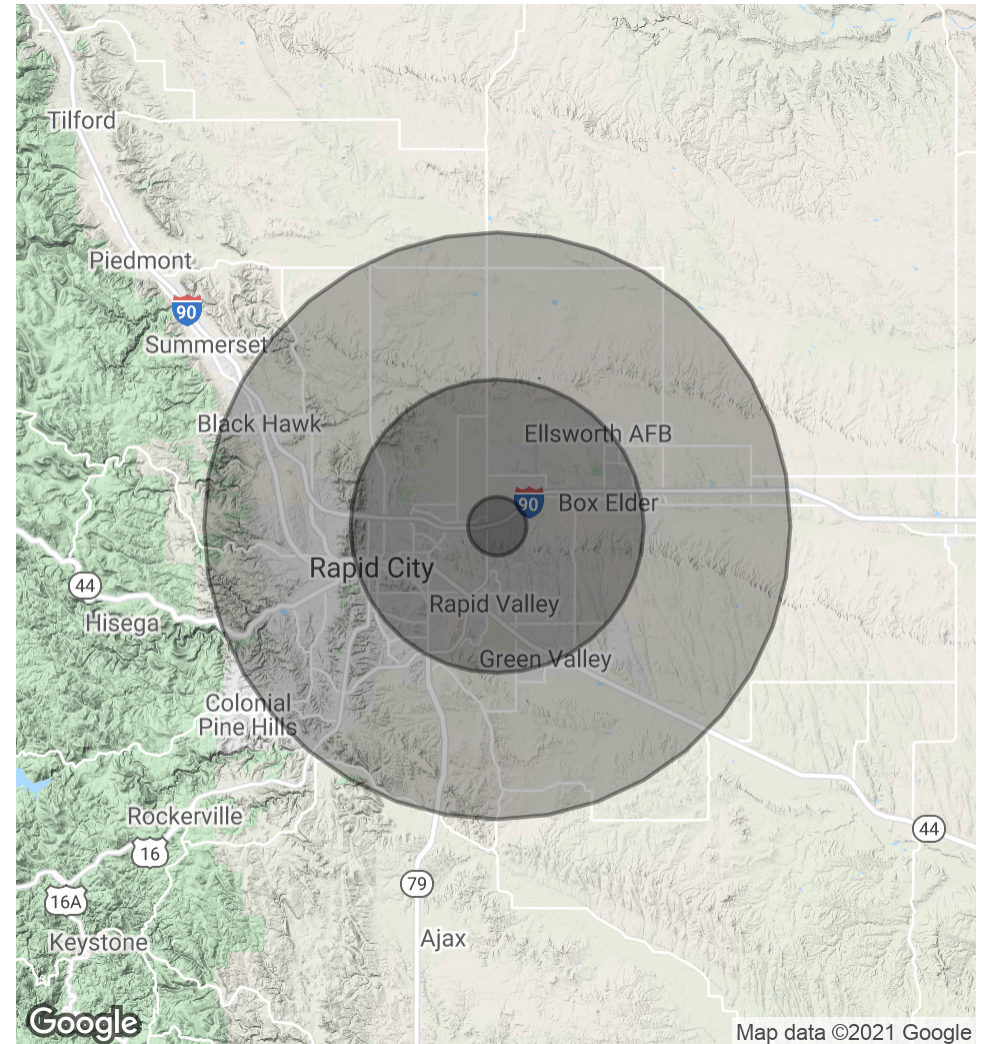 Tilford
Piedmont
90
Summerset
Black Hawk
Ellsworth AFB
90
Box Elder
Rapid City
44
Rapid Valley
Hisega
Green Valley
Colonial
Pine Hills
Rockerville
44
16
79
16A
Ajax
Keystone
Google
Map data ©2021 Google